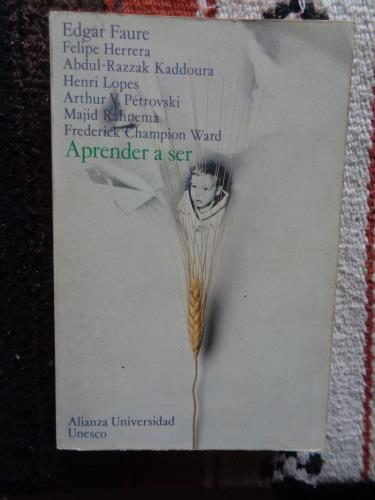 Edgar Faure
Felipe Herrera
Abdul-Razzak Kaddoura
Henri Lopes
Arthur V. Petrovski
Majid Rahnema
Frederick Champion Ward
Aprender a ser
Alianza Universidad
Unesco